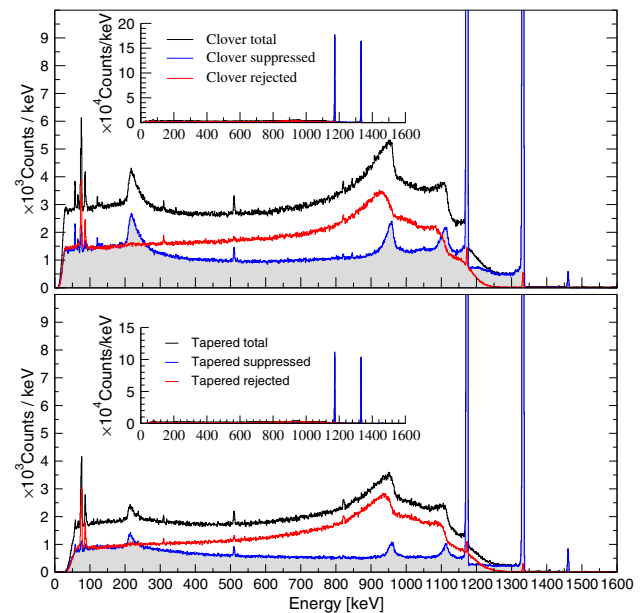 9
8
7
6
5
4
3
2
1
0
×10³Counts / keV
20
15
10
5
0
×10⁴Counts/keV
Clover total
Clover suppressed
Clover rejected
0 200 400 600 800 1000 1200 1400 1600
9
8
7
6
5
4
3
2
1
0
×10³Counts / keV
15
10
5
0
×10⁴Counts/keV
Tapered total
Tapered suppressed
Tapered rejected
0 200 400 600 800 1000 1200 1400 1600
0 100 200 300 400 500 600 700 800 900 1000 1100 1200 1300 1400 1500 1600
Energy [keV]